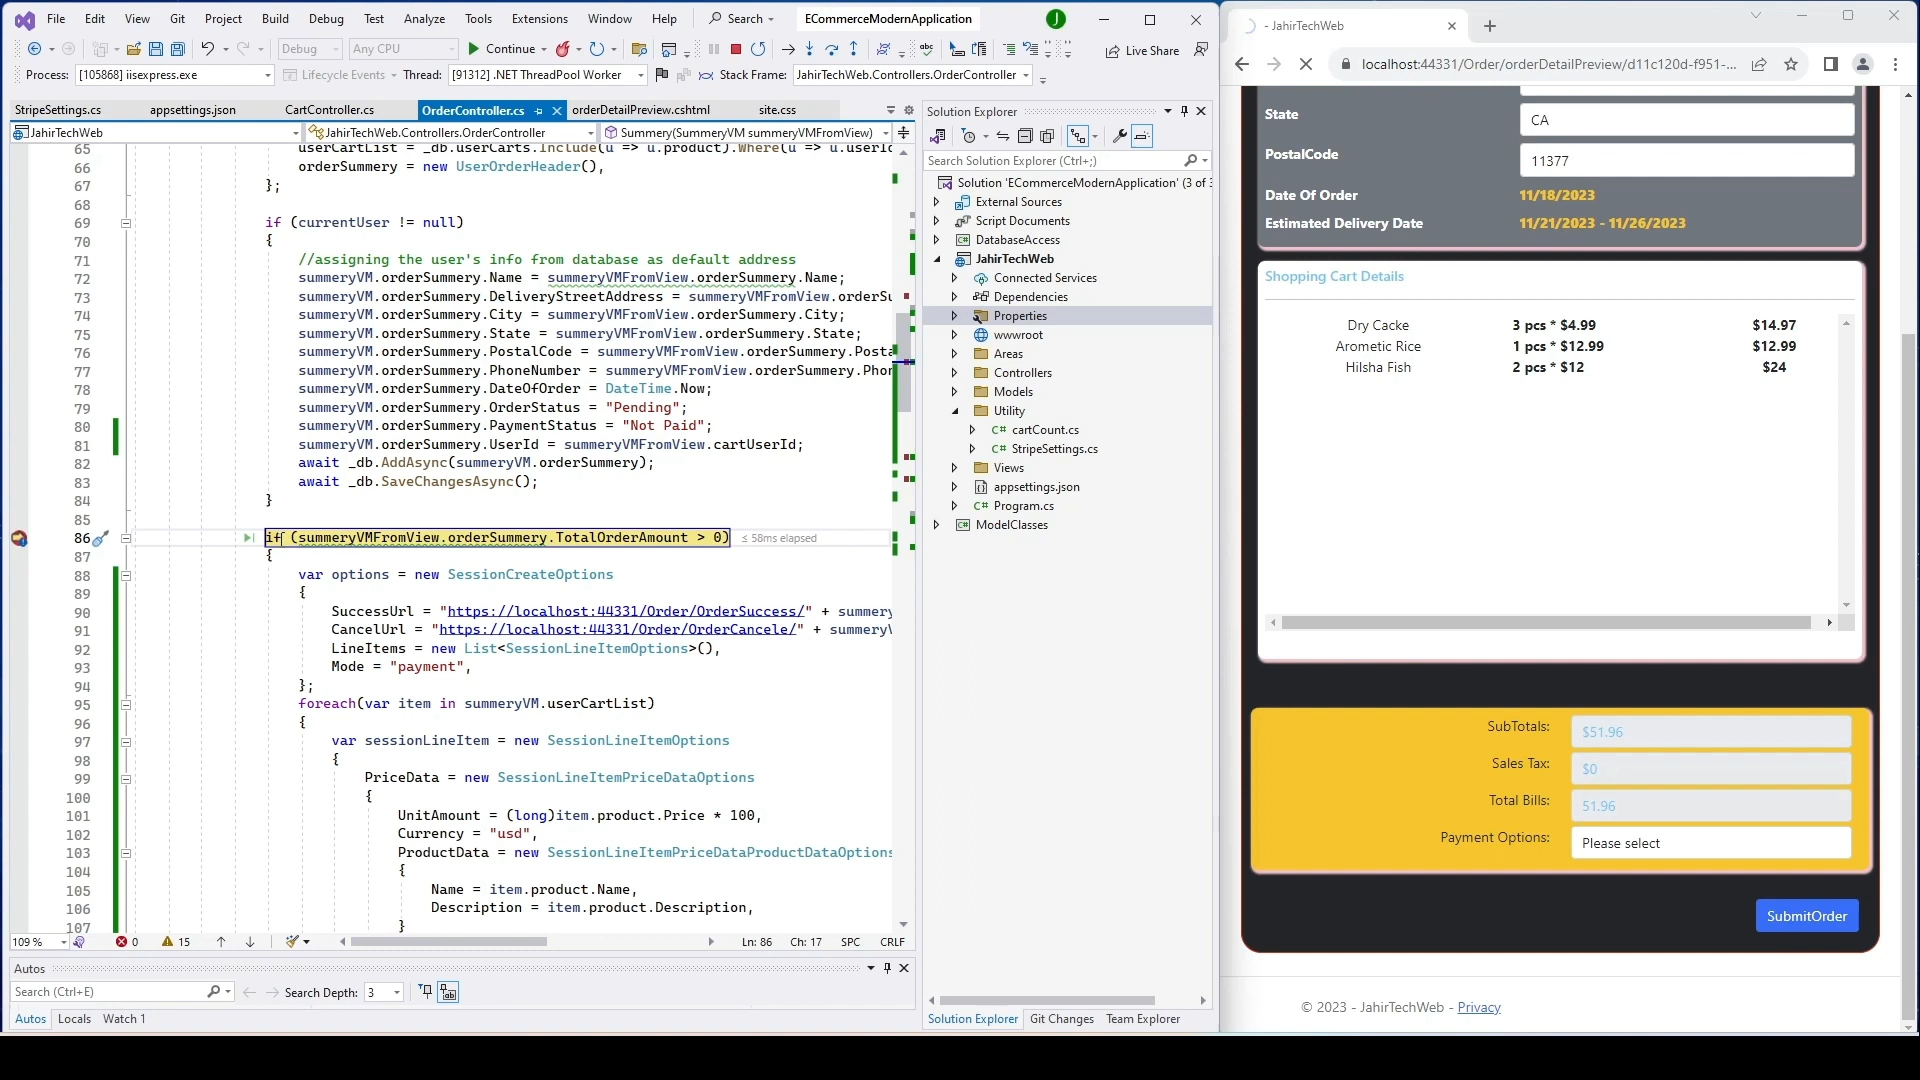 File Edit View Git Project Build Debug Test Analyze Tools Extensions Window Help Search ECommerceModernApplication J
Debug Any CPU Continue Live Share
Process: [105868] iisexpress.exe Lifecycle Events Thread: [91312] .NET ThreadPool Worker Stack Frame: JahirTechWeb.Controllers.OrderController
StripeSettings.cs appsettings.json CartController.cs OrderController.cs orderDetailPreview.cshtml site.css
JahirTechWeb JahirTechWeb.Controllers.OrderController Summery(SummeryVM summeryVMFromView)
65 userCartList = _db.userCarts.Include(u => u.product).Where(u => u.userId
66 orderSummery = new UserOrderHeader(),
67 };
68
69 if (currentUser != null)
70 {
71 //assigning the user's info from database as default address
72 summeryVM.orderSummery.Name = summeryVMFromView.orderSummery.Name;
73 summeryVM.orderSummery.DeliveryStreetAddress = summeryVMFromView.orderSu
74 summeryVM.orderSummery.City = summeryVMFromView.orderSummery.City;
75 summeryVM.orderSummery.State = summeryVMFromView.orderSummery.State;
76 summeryVM.orderSummery.PostalCode = summeryVMFromView.orderSummery.Posta
77 summeryVM.orderSummery.PhoneNumber = summeryVMFromView.orderSummery.Phon
78 summeryVM.orderSummery.DateOfOrder = DateTime.Now;
79 summeryVM.orderSummery.OrderStatus = "Pending";
80 summeryVM.orderSummery.PaymentStatus = "Not Paid";
81 summeryVM.orderSummery.UserId = summeryVMFromView.cartUserId;
82 await _db.AddAsync(summeryVM.orderSummery);
83 await _db.SaveChangesAsync();
84 }
85
86 if (summeryVMFromView.orderSummery.TotalOrderAmount > 0) ≤ 58ms elapsed
87 {
88 var options = new SessionCreateOptions
89 {
90 SuccessUrl = "https://localhost:44331/Order/OrderSuccess/" + summery
91 CancelUrl = "https://localhost:44331/Order/OrderCancele/" + summeryV
92 LineItems = new List<SessionLineItemOptions>(),
93 Mode = "payment",
94 };
95 foreach(var item in summeryVM.userCartList)
96 {
97 var sessionLineItem = new SessionLineItemOptions
98 {
99 PriceData = new SessionLineItemPriceDataOptions
100 {
101 UnitAmount = (long)item.product.Price * 100,
102 Currency = "usd",
103 ProductData = new SessionLineItemPriceDataProductDataOptions
104 {
105 Name = item.product.Name,
106 Description = item.product.Description,
107 }
109 % 0 15 Ln: 86 Ch: 17 SPC CRLF
Autos
Search (Ctrl+E) Search Depth: 3
Autos Locals Watch 1
Solution Explorer
Search Solution Explorer (Ctrl+;)
Solution 'ECommerceModernApplication' (3 of 3
External Sources
Script Documents
DatabaseAccess
JahirTechWeb
Connected Services
Dependencies
Properties
wwwroot
Areas
Controllers
Models
Utility
C# cartCount.cs
C# StripeSettings.cs
Views
appsettings.json
C# Program.cs
ModelClasses
Solution Explorer Git Changes Team Explorer
- JahirTechWeb
localhost:44331/Order/orderDetailPreview/d11c120d-f951-...
State CA
PostalCode 11377
Date Of Order 11/18/2023
Estimated Delivery Date 11/21/2023 - 11/26/2023
Shopping Cart Details
Dry Cacke 3 pcs * $4.99 $14.97
Arometic Rice 1 pcs * $12.99 $12.99
Hilsha Fish 2 pcs * $12 $24
SubTotals: $51.96
Sales Tax: $0
Total Bills: 51.96
Payment Options: Please select
SubmitOrder
© 2023 - JahirTechWeb - Privacy